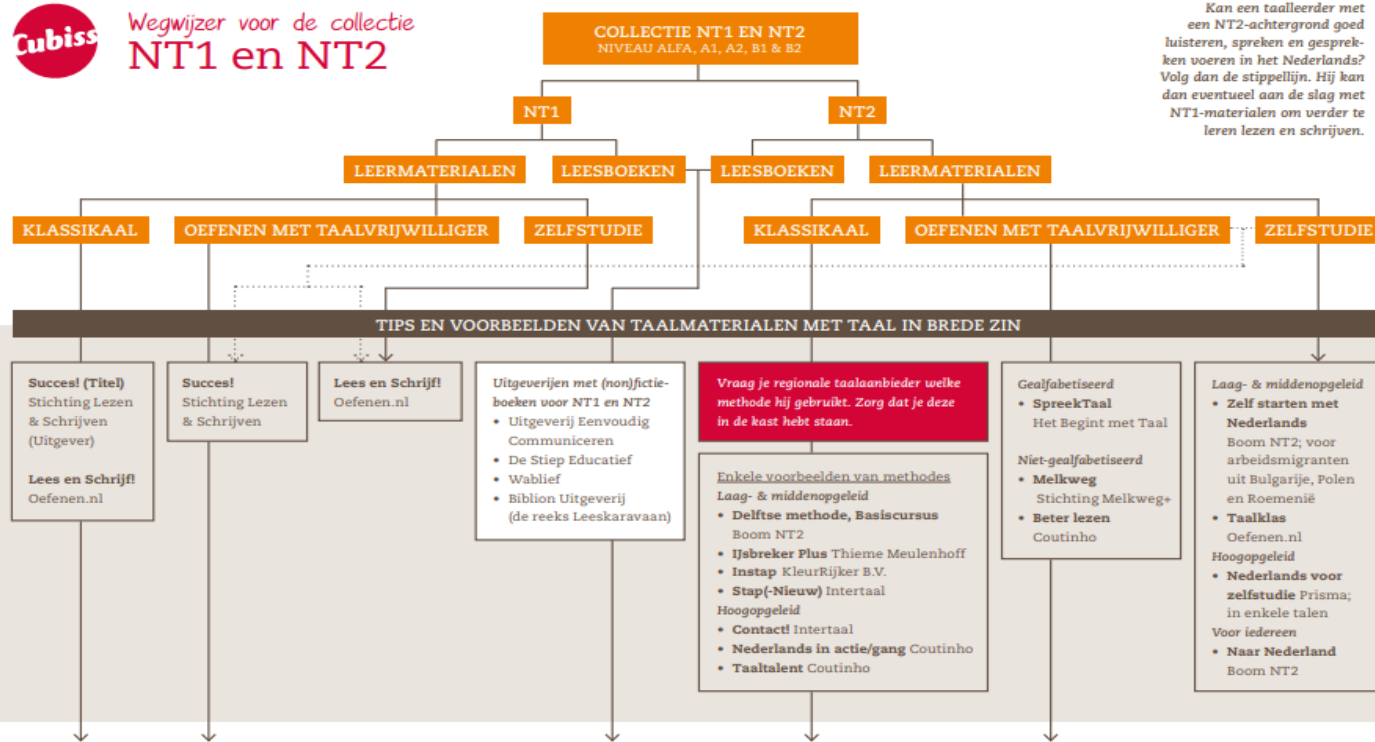 Cubiss
Wegwijzer voor de collectie
NT1 en NT2
COLLECTIE NT1 EN NT2
NIVEAU ALFA, A1, A2, B1 & B2
Kan een taalleerder met
een NT2-achtergrond goed
luisteren, spreken en gesprek-
ken voeren in het Nederlands?
Volg dan de stippellijn. Hij kan
dan eventueel aan de slag met
NT1-materialen om verder te
leren lezen en schrijven.
NT1
NT2
LEERMATERIALEN
LEESBOEKEN
LEESBOEKEN
LEERMATERIALEN
KLASSIKAAL
OEFENEN MET TAALVRIJWILLIGER
ZELFSTUDIE
KLASSIKAAL
OEFENEN MET TAALVRIJWILLIGER
ZELFSTUDIE
TIPS EN VOORBEELDEN VAN TAALMATERIALEN MET TAAL IN BREDE ZIN
Succes! (Titel)
Stichting Lezen
& Schrijven
(Uitgever)
Lees en Schrijf!
Oefenen.nl
Succes!
Stichting Lezen
& Schrijven
Lees en Schrijf!
Oefenen.nl
Uitgeverijen met (non)fictie-
boeken voor NT1 en NT2
• Uitgeverij Eenvoudig
Communiceren
• De Stiep Educatief
• Wablief
• Biblion Uitgeverij
(de reeks Leeskaravaan)
Vraag je regionale taalaanbieder welke
methode hij gebruikt. Zorg dat je deze
in de kast hebt staan.
Enkele voorbeelden van methodes
Laag- & middenopgeleid
• Delftse methode, Basiscursus
Boom NT2
• IJsbreker Plus Thieme Meulenhoff
• Instap KleurRijker B.V.
• Stap(-Nieuw) Intertaal
Hoogopgeleid
• Contact! Intertaal
• Nederlands in actie/gang Coutinho
• Taaltalent Coutinho
Gealfabetiseerd
• SpreekTaal
Het Begint met Taal
Niet-gealfabetiseerd
• Melkweg
Stichting Melkweg+
• Beter lezen
Coutinho
Laag- & middenopgeleid
• Zelf starten met
Nederlands
Boom NT2; voor
arbeidsmigranten
uit Bulgarije, Polen
en Roemenië
• Taalklas
Oefenen.nl
Hoogopgeleid
• Nederlands voor
zelfstudie Prisma;
in enkele talen
Voor iedereen
• Naar Nederland
Boom NT2